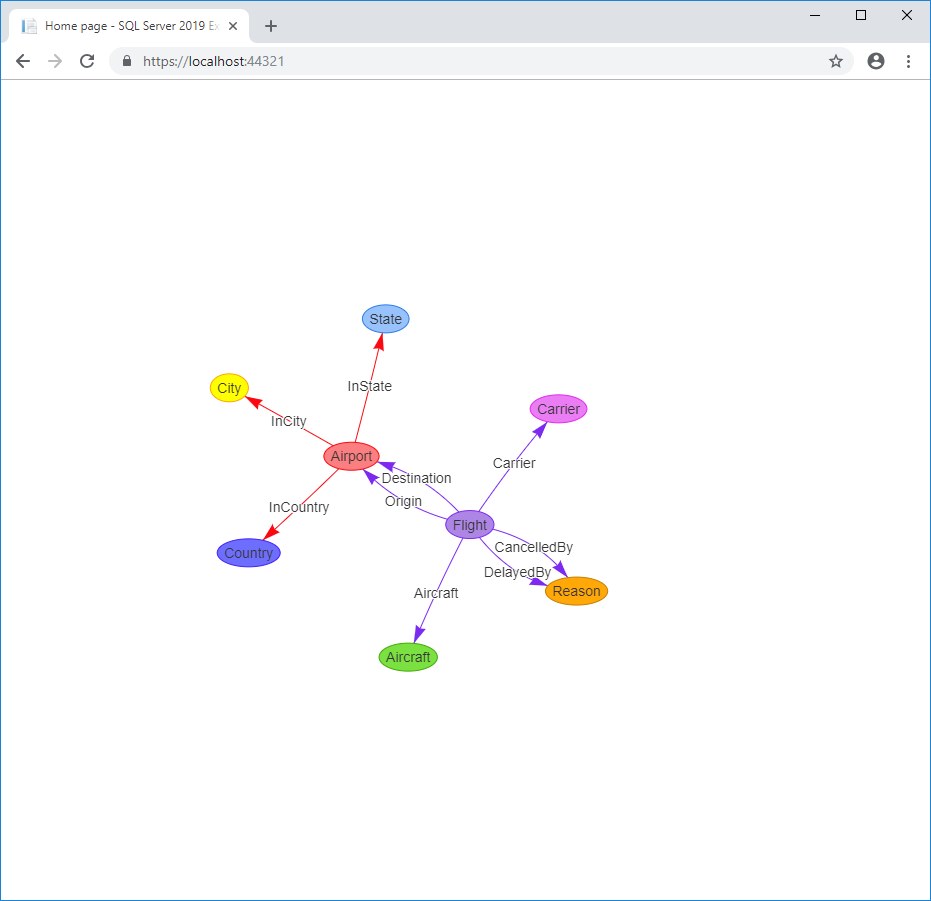 Home page - SQL Server 2019 Ex
https://localhost:44321
State
City
InState
Carrier
InCity
Airport
Carrier
Destination
Origin
InCountry
Flight
CancelledBy
Country
DelayedBy
Reason
Aircraft
Aircraft